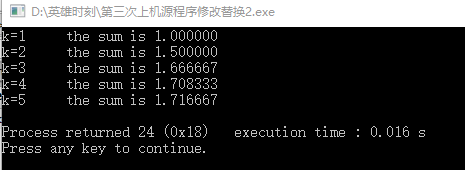 D:\英雄时刻\第三次上机源程序修改替换2.exe
k=1 the sum is 1.000000
k=2 the sum is 1.500000
k=3 the sum is 1.666667
k=4 the sum is 1.708333
k=5 the sum is 1.716667
Process returned 24 (0x18) execution time : 0.016 s
Press any key to continue.